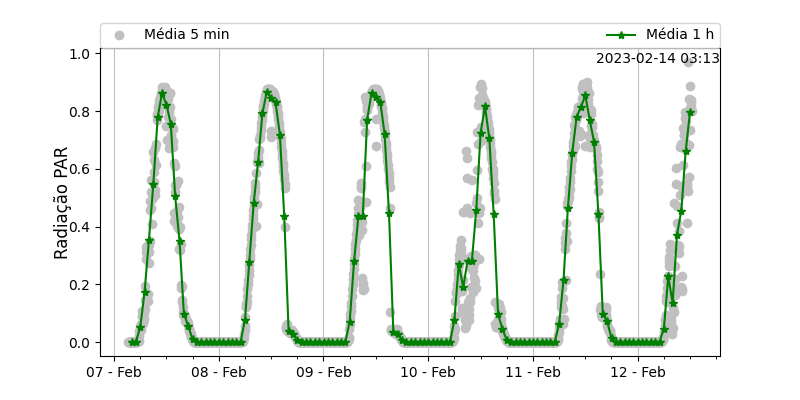 Média 5 min
Média 1 h
2023-02-14 03:13
Radiação PAR
1.0
0.8
0.6
0.4
0.2
0.0
07 - Feb
08 - Feb
09 - Feb
10 - Feb
11 - Feb
12 - Feb